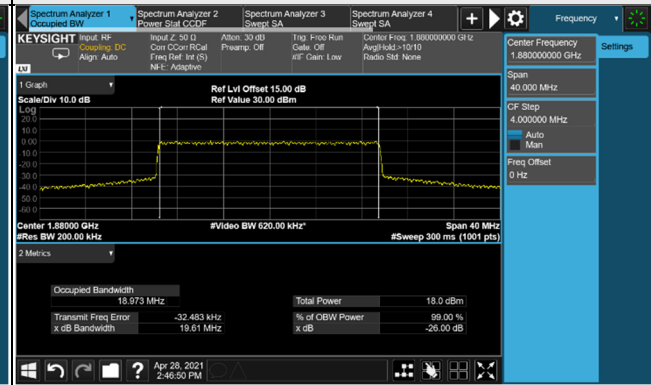 Spectrum Analyzer 1
Occupied BW
Spectrum Analyzer 2
Power Stat CCDF
Spectrum Analyzer 3
Swept SA
Spectrum Analyzer 4
Swept SA
Frequency
KEYSIGHT
Input: RF
Coupling: DC
Align: Auto
Input Z: 50 Ω
Corr CCorr RCal
Freq Ref: Int (S)
NFE: Adaptive
Atten: 30 dB
Preamp: Off
Trig: Free Run
Gate: Off
#IF Gain: Low
Center Freq: 1.880000000 GHz
Avg|Hold:>10/10
Radio Std: None
LXI
Center Frequency
1.880000000 GHz
Settings
Span
40.000 MHz
CF Step
4.000000 MHz
Auto
Man
Freq Offset
0 Hz
1 Graph
Scale/Div 10.0 dB
Ref Lvl Offset 15.00 dB
Ref Value 30.00 dBm
Log
20.0
10.0
0.00
-10.0
-20.0
-30.0
-40.0
-50.0
-60.0
Center 1.88000 GHz
#Res BW 200.00 kHz
#Video BW 620.00 kHz*
Span 40 MHz
#Sweep 300 ms (1001 pts)
2 Metrics
Occupied Bandwidth
18.973 MHz
Total Power 18.0 dBm
Transmit Freq Error -32.483 kHz
% of OBW Power 99.00 %
x dB Bandwidth 19.61 MHz
x dB -26.00 dB
?
Apr 28, 2021
2:46:50 PM